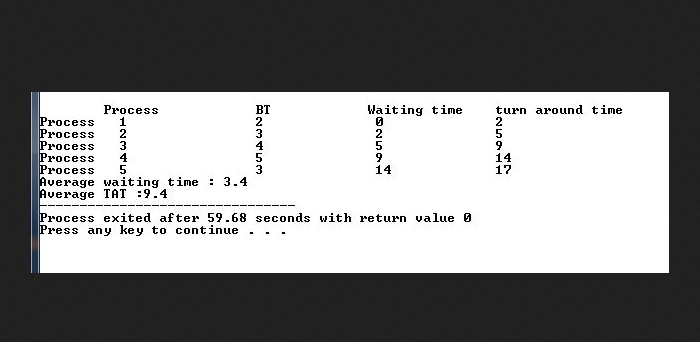 Process BT Waiting time turn around time
Process 1 2 0 2
Process 2 3 2 5
Process 3 4 5 9
Process 4 5 9 14
Process 5 3 14 17
Average waiting time : 3.4
Average TAT :9.4
--------------------------------
Process exited after 59.68 seconds with return value 0
Press any key to continue . . .